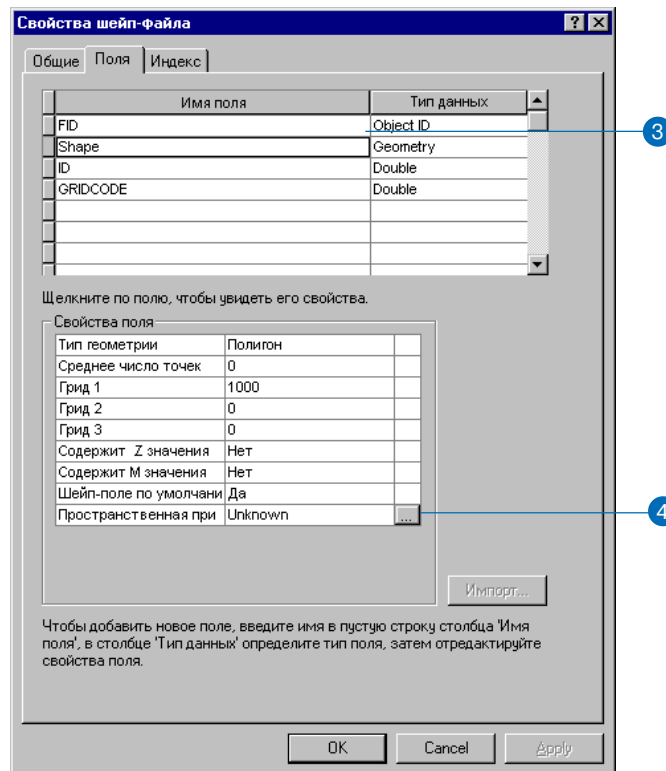 Свойства шейп-файла
Общие Поля Индекс
Имя поля Тип данных
FID Object ID
Shape Geometry
ID Double
GRIDCODE Double
3
Щелкните по полю, чтобы увидеть его свойства.
Свойства поля
Тип геометрии Полигон
Среднее число точек 0
Грид 1 1000
Грид 2 0
Грид 3 0
Содержит Z значения Нет
Содержит M значения Нет
Шейп-поле по умолчани Да
Пространственная при Unknown ...
4
Импорт...
Чтобы добавить новое поле, введите имя в пустую строку столбца 'Имя
поля', в столбце 'Тип данных' определите тип поля, затем отредактируйте
свойства поля.
OK Cancel Apply